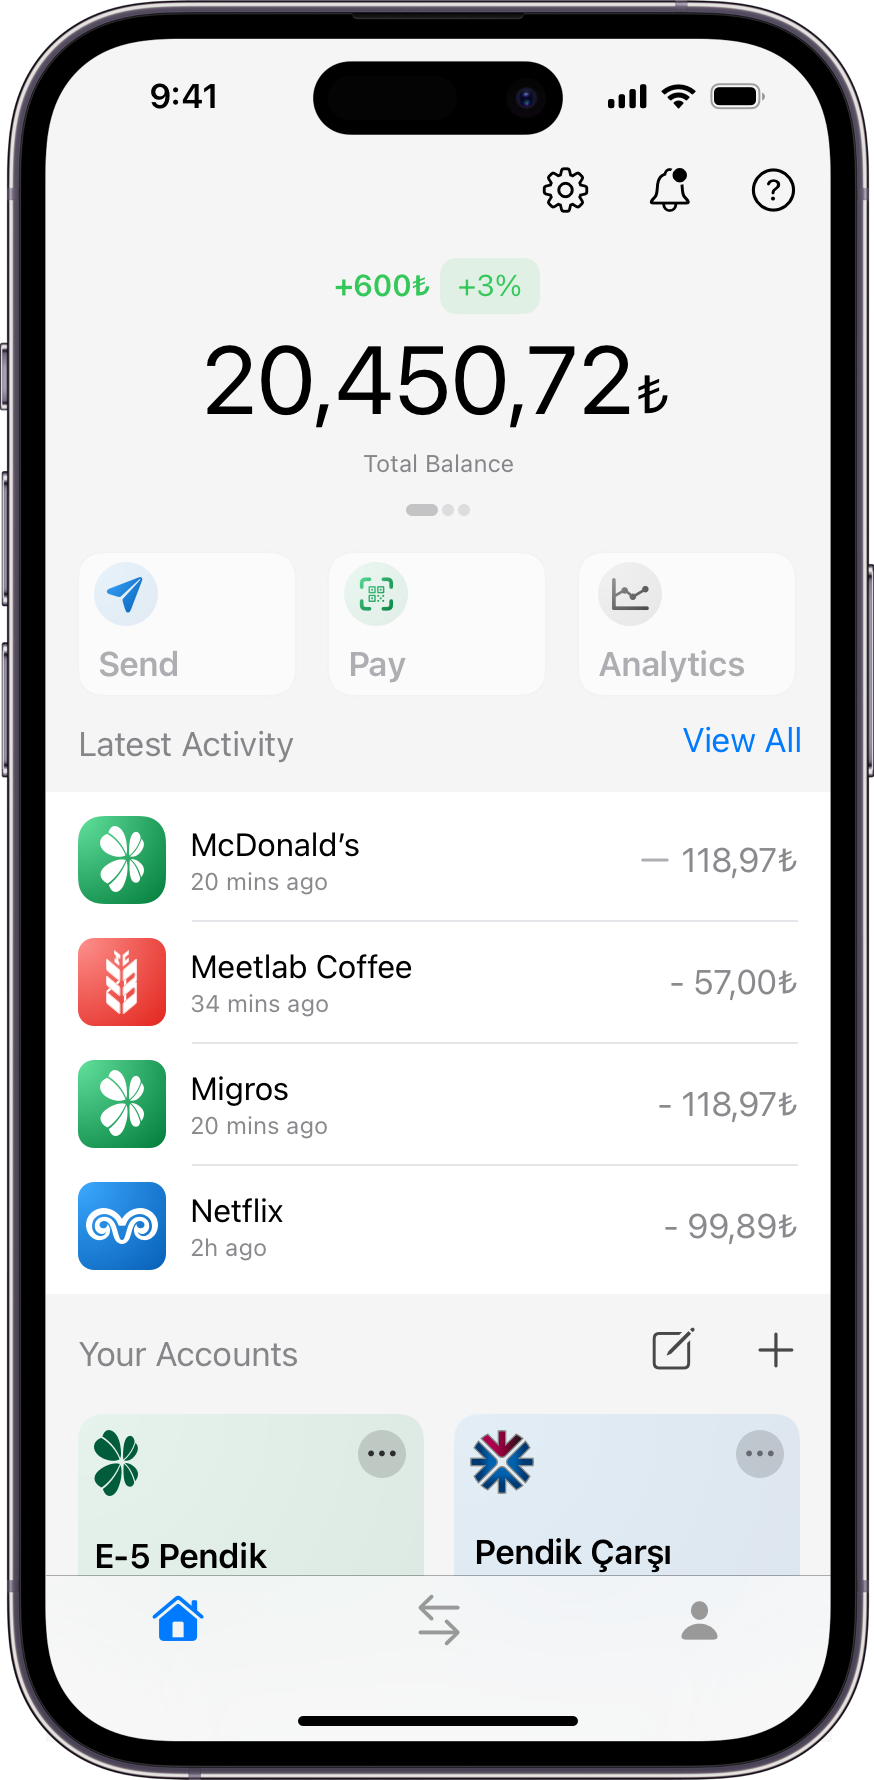 9:41
+600₺ +3%
20,450,72₺
Total Balance
Send Pay Analytics
Latest Activity View All
McDonald’s
20 mins ago
— 118,97₺
Meetlab Coffee
34 mins ago
- 57,00₺
Migros
20 mins ago
- 118,97₺
Netflix
2h ago
- 99,89₺
Your Accounts
E-5 Pendik
Pendik Çarşı